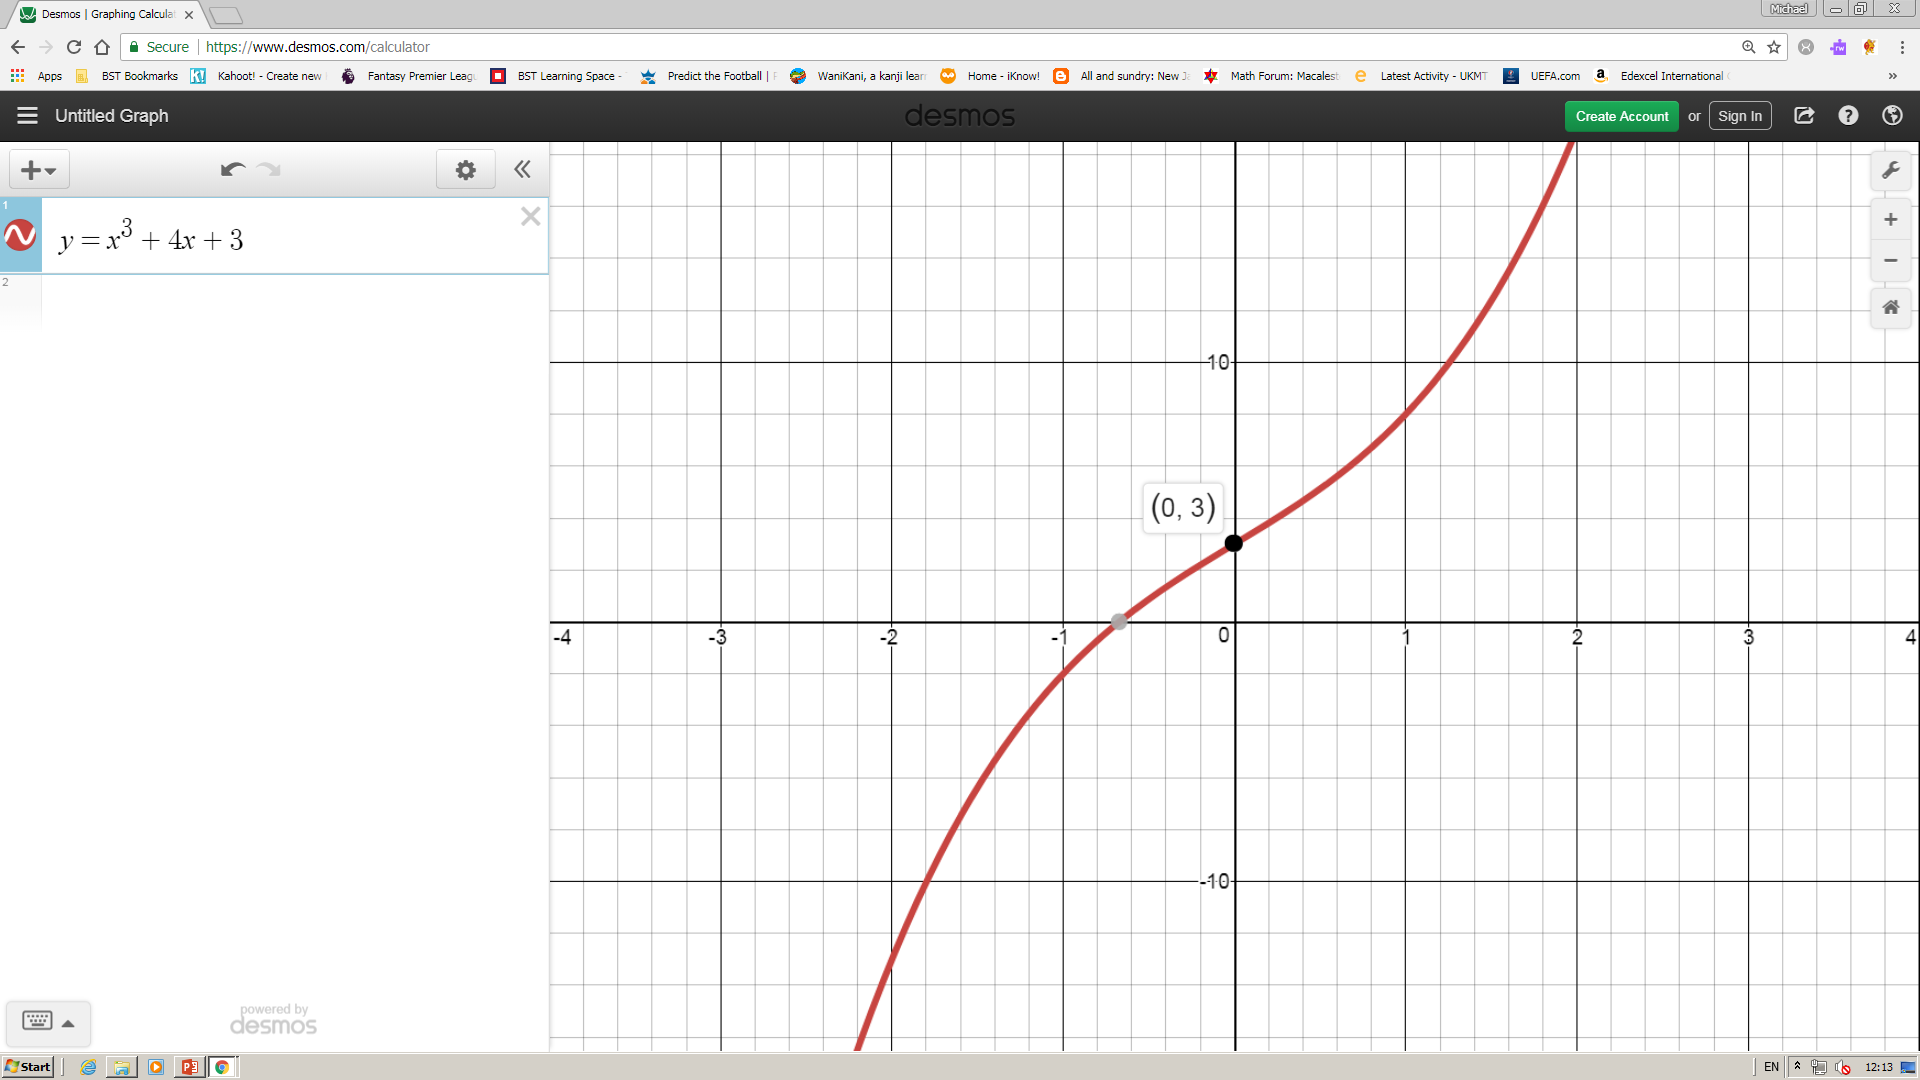 Desmos | Graphing Calcula
Michael
Secure
https://www.desmos.com/calculator
Apps BST Bookmarks Kahoot! - Create new Fantasy Premier Leag BST Learning Space - Predict the Football | WaniKani, a kanji lear Home - iKnow! All and sundry: New J Math Forum: Macalest Latest Activity - UKMT UEFA.com Edexcel International
Untitled Graph
desmos
Create Account or Sign In
1
y = x³ + 4x + 3
2
10
(0, 3)
-4 -3 -2 -1 0 1 2 3 4
-10
powered by
desmos
Start
EN 12:13